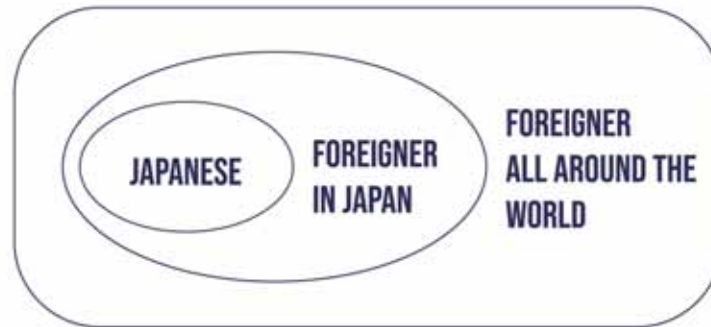 JAPANESE
FOREIGNER
IN JAPAN
FOREIGNER
ALL AROUND THE
WORLD